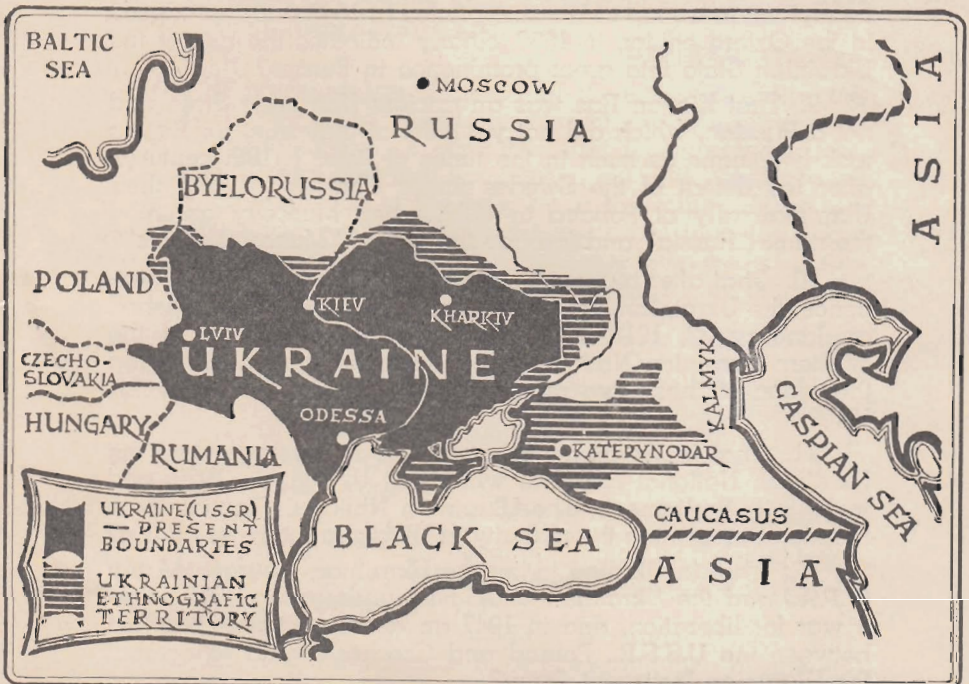 BALTIC
SEA
MOSCOW
RUSSIA
ASIA
BYELORUSSIA
POLAND
KIEV
KHARKIV
LVIV
UKRAINE
CZECHO-
SLOVAKIA
HUNGARY
RUMANIA
ODESSA
KATERYNODAR
KALMYK
CASPIAN SEA
BLACK SEA
CAUCASUS
ASIA
UKRAINE (USSR)
— PRESENT
BOUNDARIES
UKRAINIAN
ETHNOGRAFIC
TERRITORY